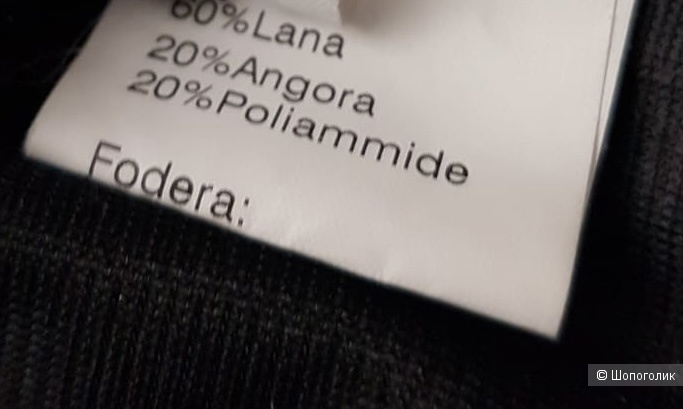 60%Lana
20%Angora
20%Poliammide
Fodera:
© Шопоголик